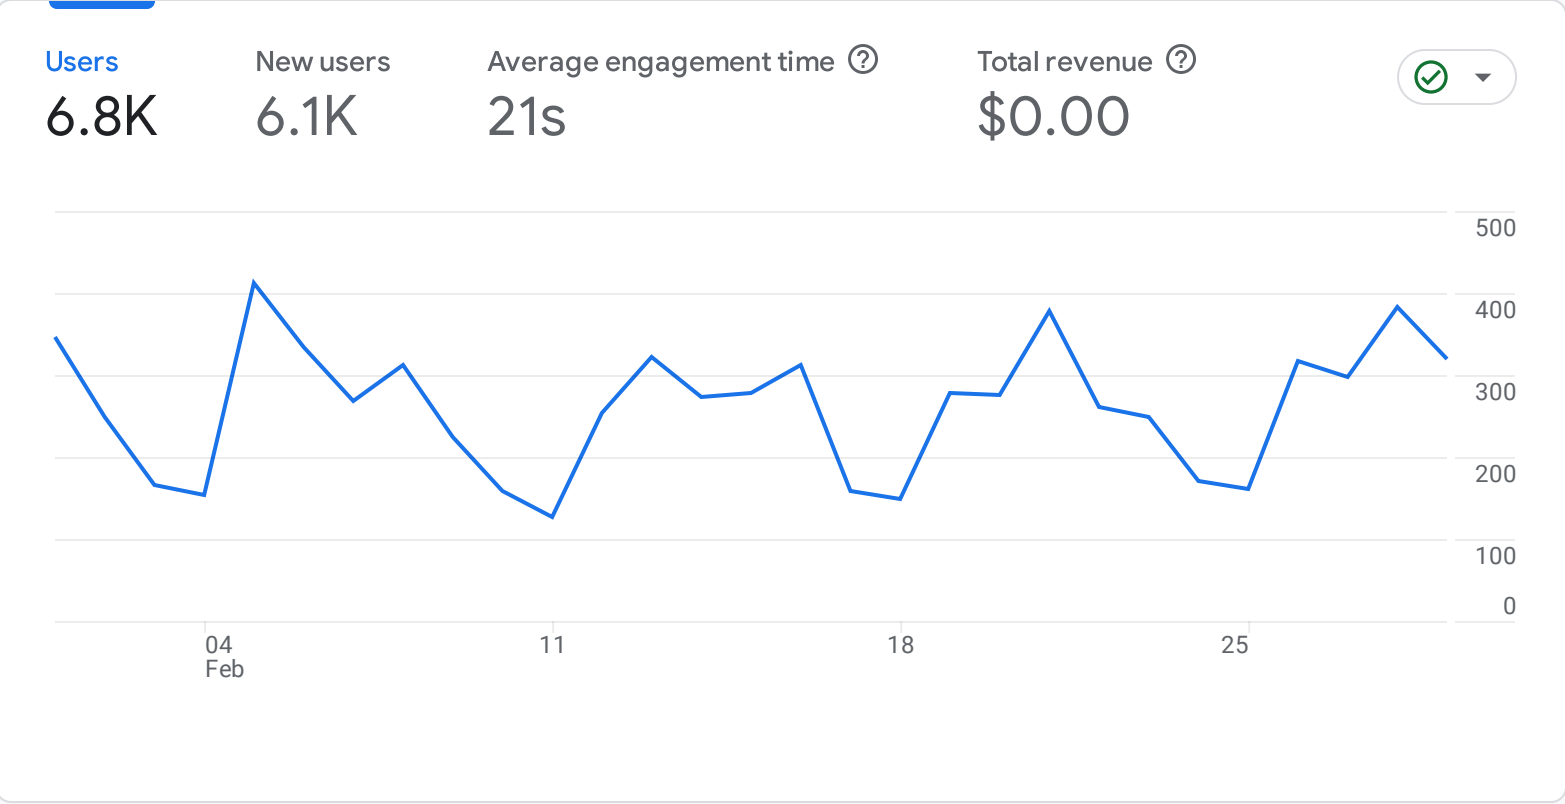 Users
6.8K
New users
6.1K
Average engagement time
21s
Total revenue
$0.00
500
400
300
200
100
0
04
Feb
11
18
25